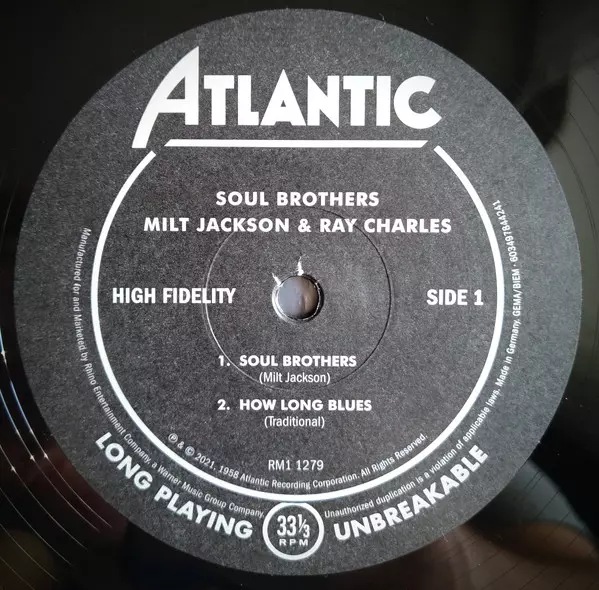 ATLANTIC
SOUL BROTHERS
MILT JACKSON & RAY CHARLES
HIGH FIDELITY
SIDE 1
1. SOUL BROTHERS
(Milt Jackson)
2. HOW LONG BLUES
(Traditional)
RM1 1279
℗ & © 2021, 1958 Atlantic Recording Corporation. All Rights Reserved.
Manufactured for and Marketed by Rhino Entertainment Company, a Warner Music Group Company.
Unauthorized duplication is a violation of applicable laws. Made in Germany. GEMA/BIEM · 603497844241
LONG PLAYING
33 1/3
RPM
UNBREAKABLE